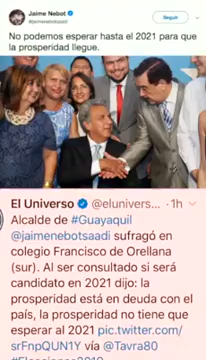 Jaime Nebot
@jaimenebotsaadi
Seguir
No podemos esperar hasta el 2021 para que
la prosperidad llegue.
El Universo @elunivers... · 1h
Alcalde de #Guayaquil
@jaimenebotsaadi sufragó en
colegio Francisco de Orellana
(sur). Al ser consultado si será
candidato en 2021 dijo: la
prosperidad está en deuda con el
país, la prosperidad no tiene que
esperar al 2021 pic.twitter.com/
srFnpQUN1Y vía @Tavra80